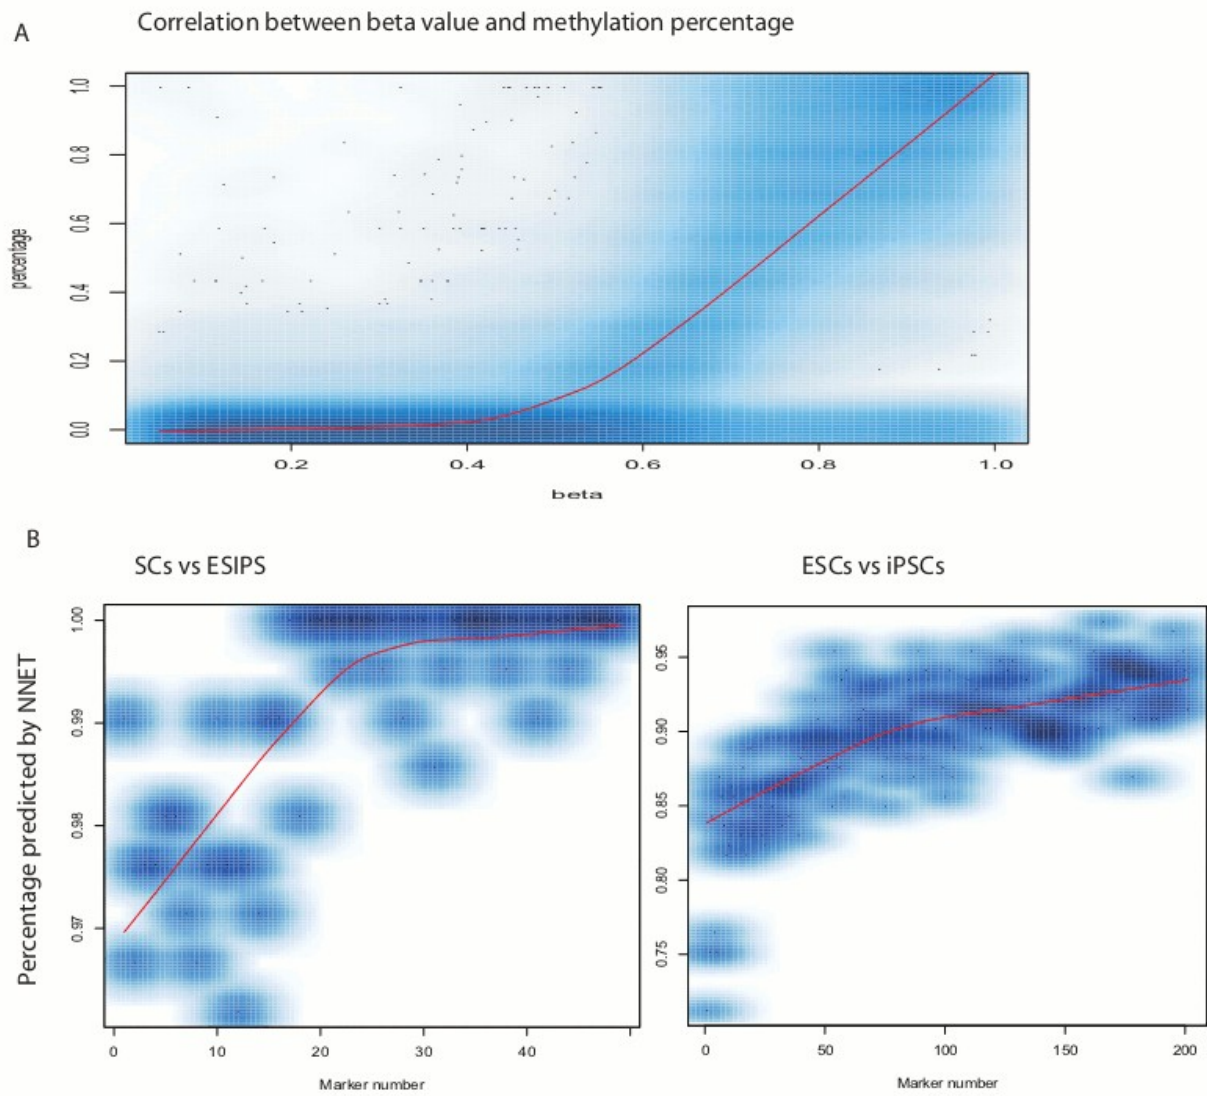 A
Correlation between beta value and methylation percentage
percentage
1.0
0.8
0.6
0.4
0.2
0.0
0.2 0.4 0.6 0.8 1.0
beta
B
SCs vs ESIPS
Percentage predicted by NNET
1.00
0.99
0.98
0.97
0 10 20 30 40
Marker number
ESCs vs iPSCs
0.95
0.90
0.85
0.80
0.75
0 50 100 150 200
Marker number